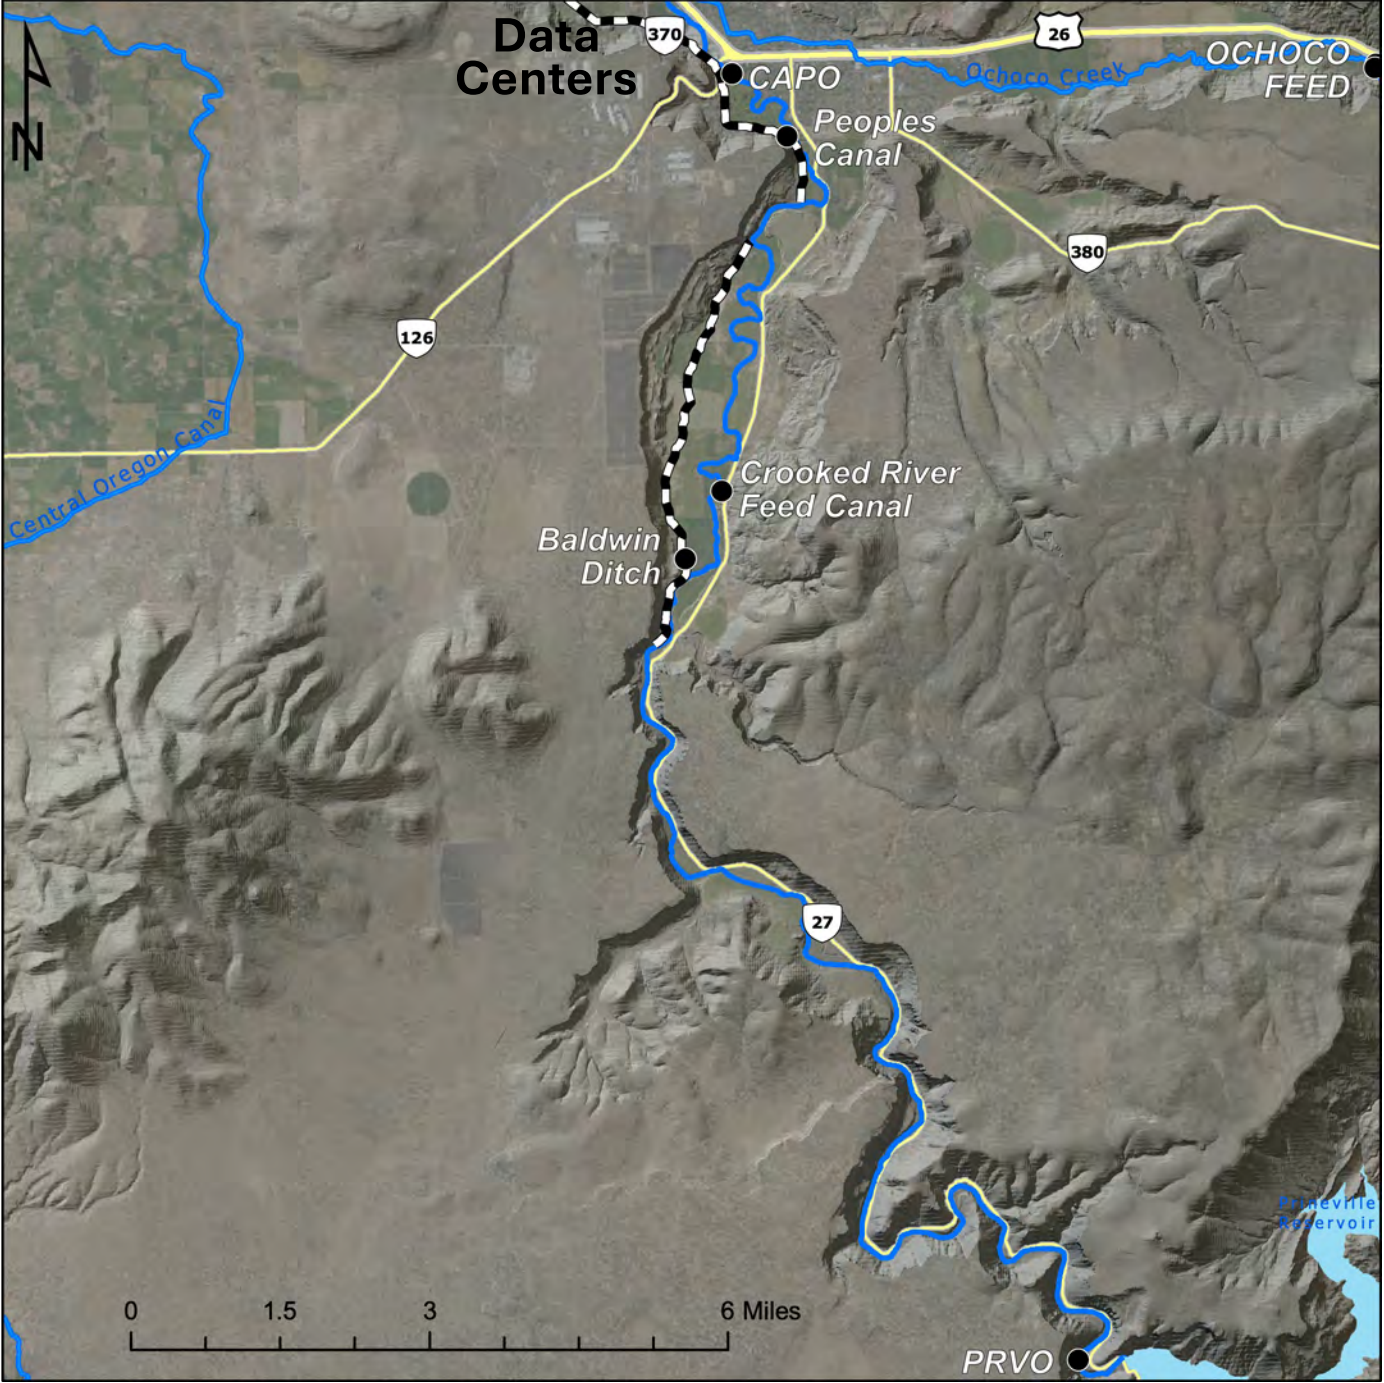 Data
Centers
370
26
OCHOCO
FEED
Ochoco Creek
CAPO
Peoples
Canal
N
380
126
Central Oregon Canal
Crooked River
Feed Canal
Baldwin
Ditch
27
Prineville
Reservoir
0 1.5 3 6 Miles
PRVO